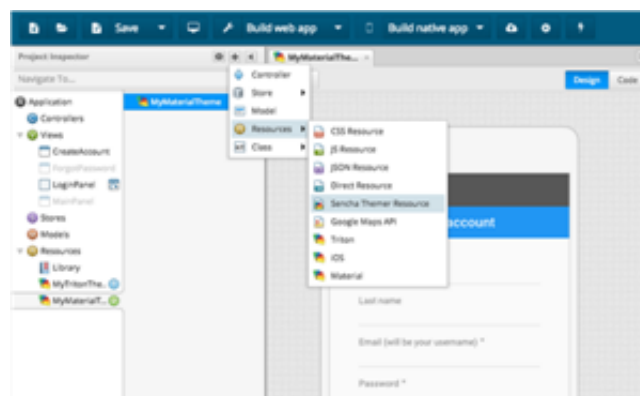 Save
Build web app
Build native app
Project Inspector
MyMaterialThe...
Navigate To...
Design
Code
Application
Controllers
Views
CreateAccount
ForgotPassword
LoginPanel
MainPanel
Stores
Models
Resources
Library
MyTritonThe...
MyMaterialT...
MyMaterialTheme
Controller
Store
Model
Resources
Class
CSS Resource
JS Resource
JSON Resource
Direct Resource
Sencha Themer Resource
Google Maps API
Triton
iOS
Material
account
Last name
Email (will be your username) *
Password *